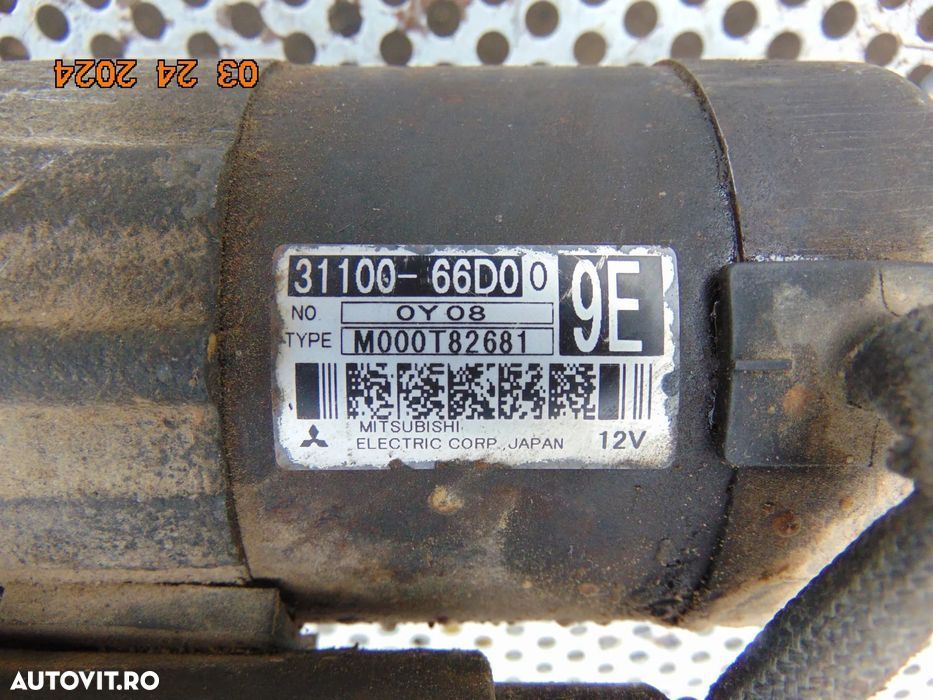 03 24 2024
31100-66D00
9E
NO. 0Y08
TYPE M000T82681
MITSUBISHI
ELECTRIC CORP., JAPAN 12V
AUTOVIT.RO